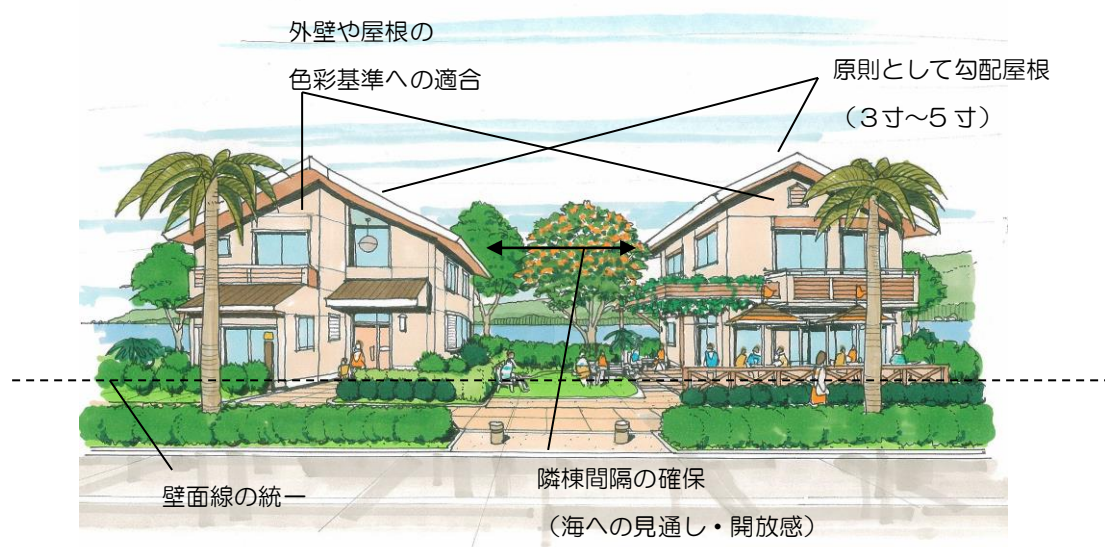 外壁や屋根の
色彩基準への適合
原則として勾配屋根
（３寸～５寸）
壁面線の統一
隣棟間隔の確保
（海への見通し・開放感）